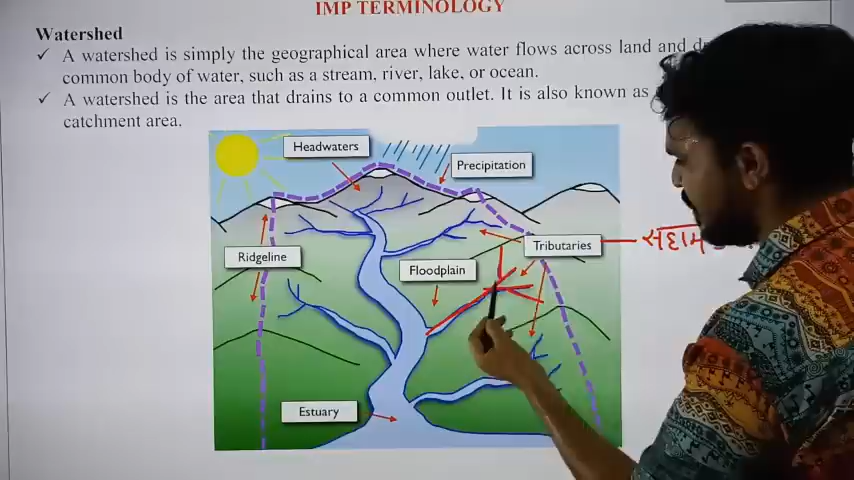 IMP TERMINOLOGY
Watershed
✓ A watershed is simply the geographical area where water flows across land and
common body of water, such as a stream, river, lake, or ocean.
✓ A watershed is the area that drains to a common outlet. It is also known as
catchment area.
Headwaters
Precipitation
Tributaries
Ridgeline
Floodplain
Estuary